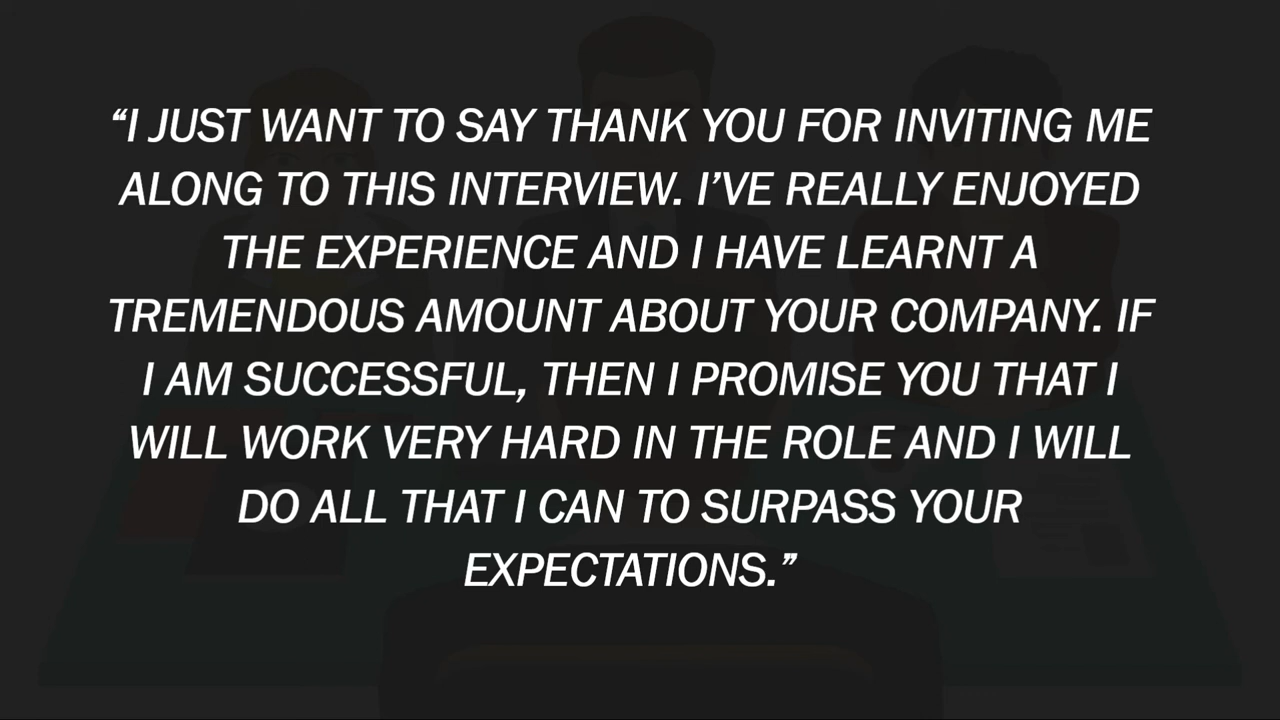 “I JUST WANT TO SAY THANK YOU FOR INVITING ME
ALONG TO THIS INTERVIEW. I’VE REALLY ENJOYED
THE EXPERIENCE AND I HAVE LEARNT A
TREMENDOUS AMOUNT ABOUT YOUR COMPANY. IF
I AM SUCCESSFUL, THEN I PROMISE YOU THAT I
WILL WORK VERY HARD IN THE ROLE AND I WILL
DO ALL THAT I CAN TO SURPASS YOUR
EXPECTATIONS.”